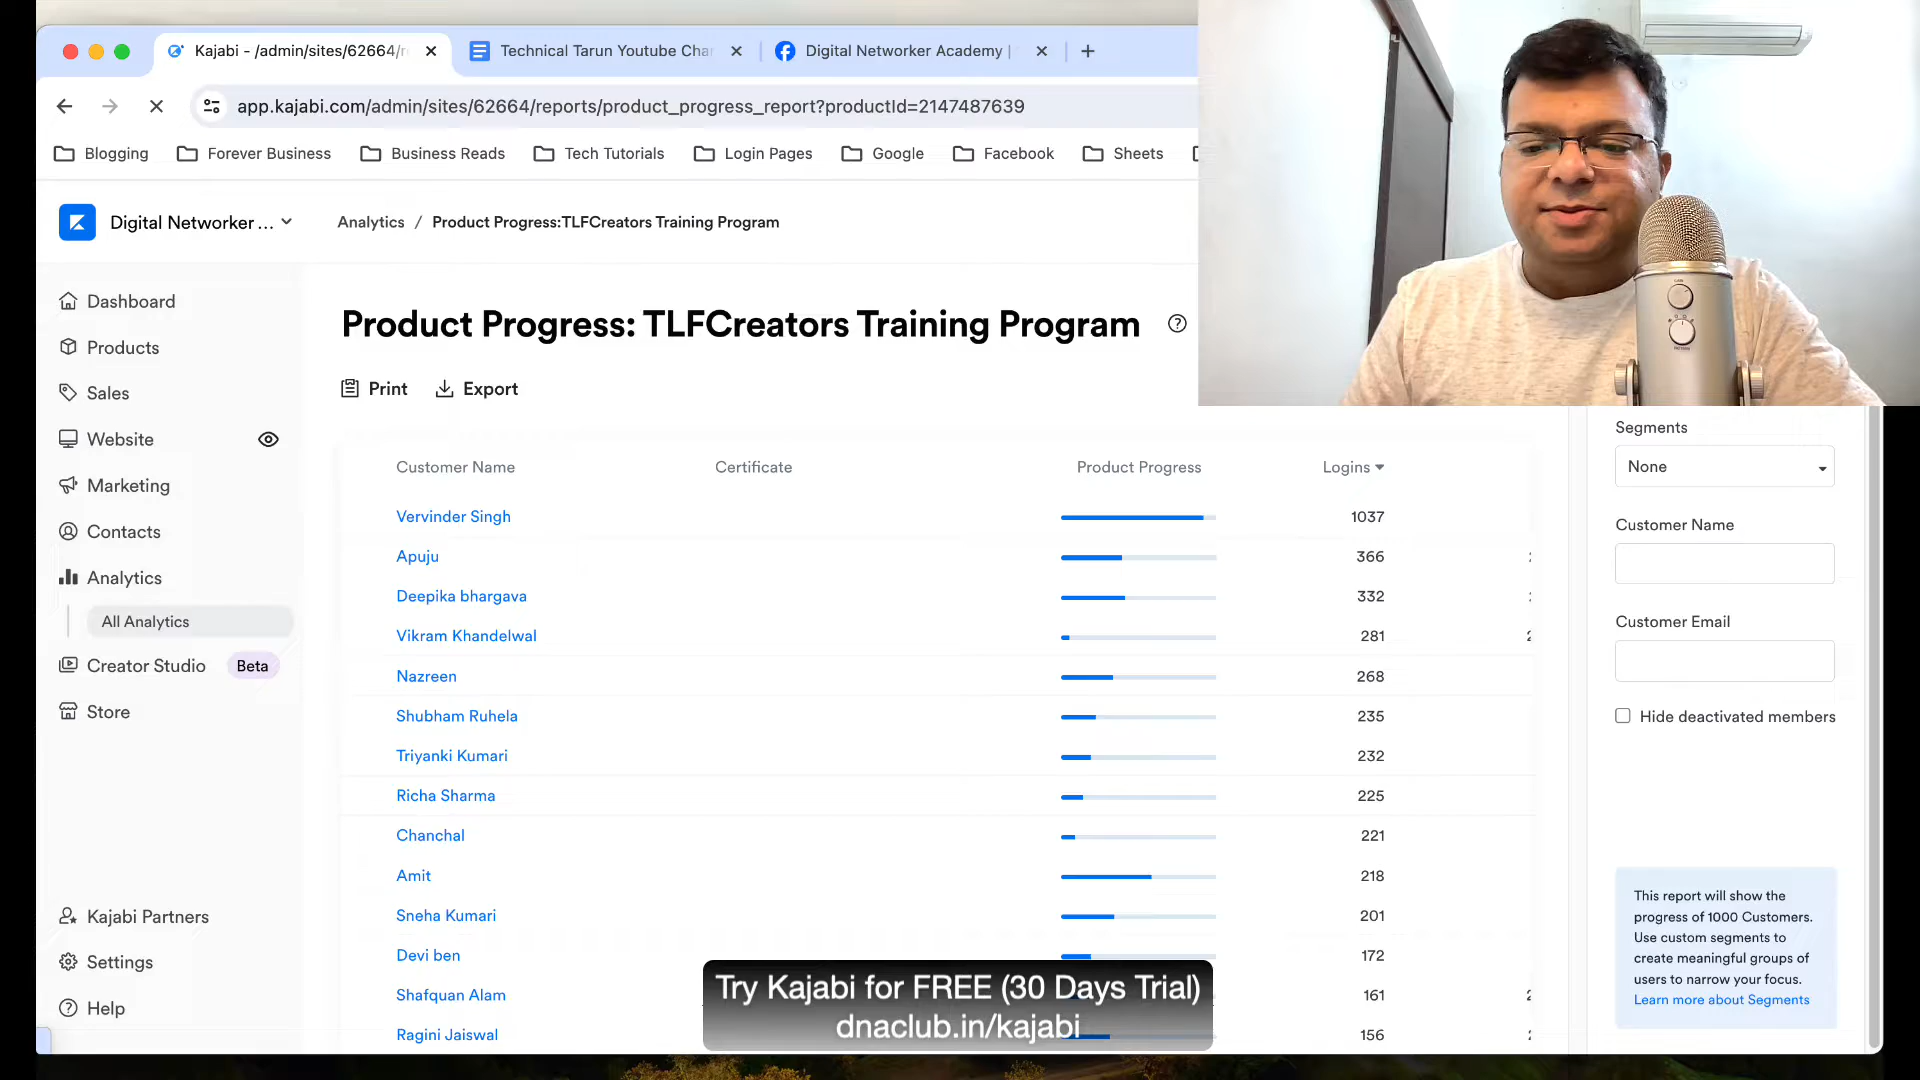 Kajabi - /admin/sites/62664/r
Technical Tarun Youtube Cha
Digital Networker Academy |
app.kajabi.com/admin/sites/62664/reports/product_progress_report?productId=2147487639
Blogging
Forever Business
Business Reads
Tech Tutorials
Login Pages
Google
Facebook
Sheets
Digital Networker ...
Analytics / Product Progress:TLFCreators Training Program
Dashboard
Products
Sales
Website
Marketing
Contacts
Analytics
All Analytics
Creator Studio Beta
Store
Kajabi Partners
Settings
Help
Product Progress: TLFCreators Training Program
Print
Export
Customer Name Certificate Product Progress Logins
Vervinder Singh 1037
Apuju 366
Deepika bhargava 332
Vikram Khandelwal 281
Nazreen 268
Shubham Ruhela 235
Triyanki Kumari 232
Richa Sharma 225
Chanchal 221
Amit 218
Sneha Kumari 201
Devi ben 172
Shafquan Alam 161
Ragini Jaiswal 156
Segments
None
Customer Name
Customer Email
Hide deactivated members
This report will show the
progress of 1000 Customers.
Use custom segments to
create meaningful groups of
users to narrow your focus.
Learn more about Segments
Try Kajabi for FREE (30 Days Trial)
dnaclub.in/kajabi